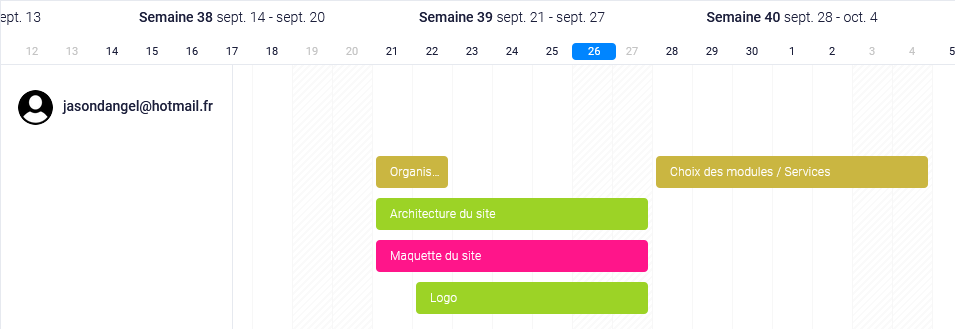 ept. 13 Semaine 38 sept. 14 - sept. 20 Semaine 39 sept. 21 - sept. 27 Semaine 40 sept. 28 - oct. 4
12 13 14 15 16 17 18 19 20 21 22 23 24 25 26 27 28 29 30 1 2 3 4 5
jasondangel@hotmail.fr
Organis... Choix des modules / Services
Architecture du site
Maquette du site
Logo